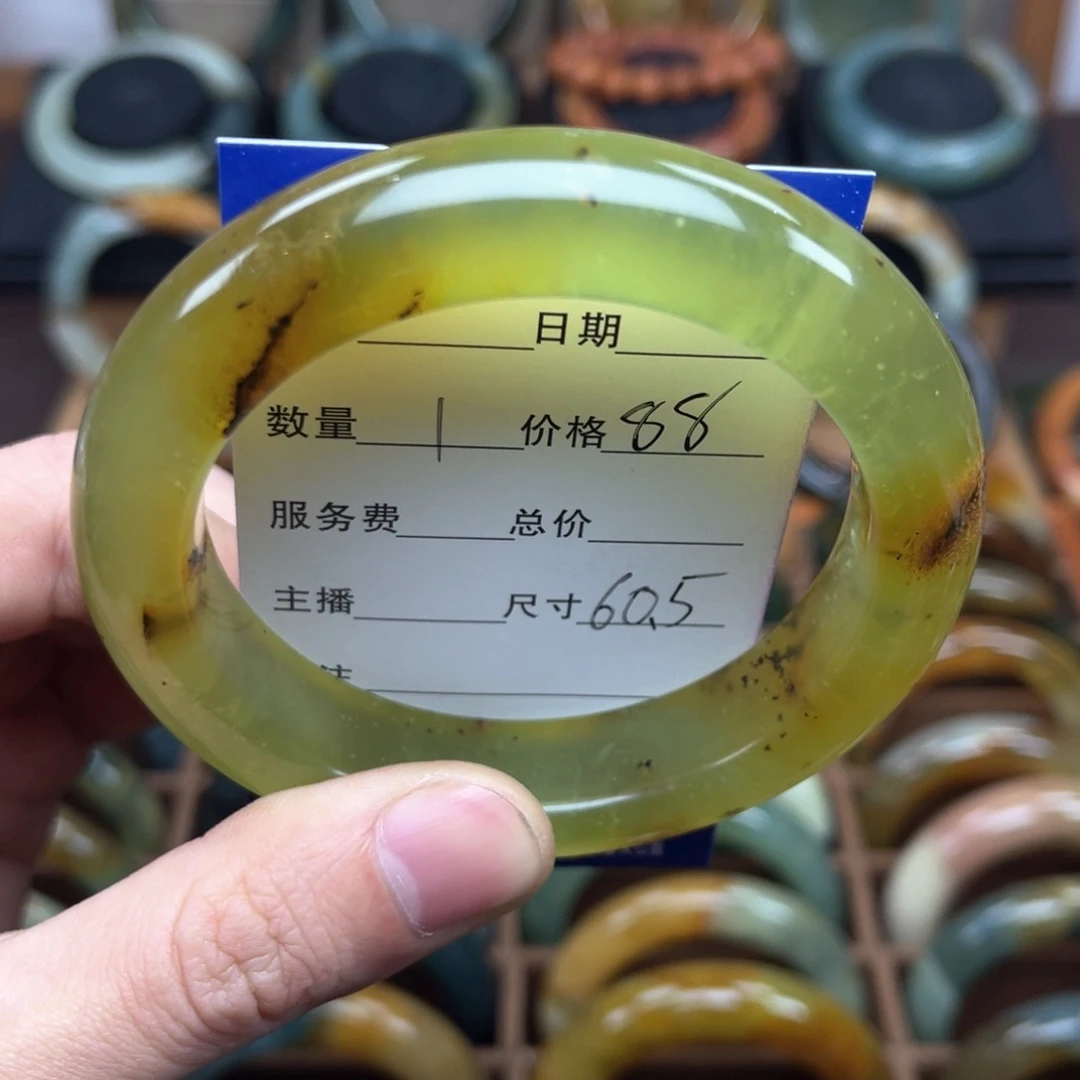 日期
数量 1 价格 88
服务费 总价
主播 尺寸 60.5